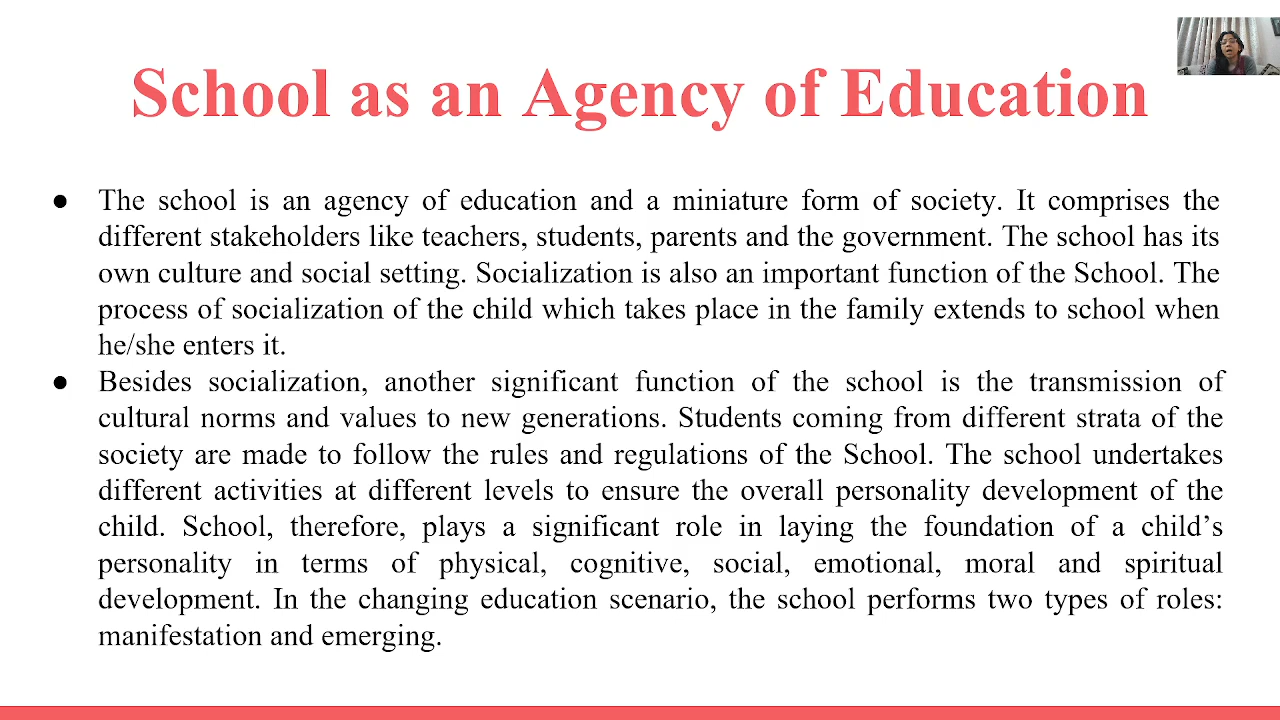 School as an Agency of Education
● The school is an agency of education and a miniature form of society. It comprises the
different stakeholders like teachers, students, parents and the government. The school has its
own culture and social setting. Socialization is also an important function of the School. The
process of socialization of the child which takes place in the family extends to school when
he/she enters it.
● Besides socialization, another significant function of the school is the transmission of
cultural norms and values to new generations. Students coming from different strata of the
society are made to follow the rules and regulations of the School. The school undertakes
different activities at different levels to ensure the overall personality development of the
child. School, therefore, plays a significant role in laying the foundation of a child’s
personality in terms of physical, cognitive, social, emotional, moral and spiritual
development. In the changing education scenario, the school performs two types of roles:
manifestation and emerging.